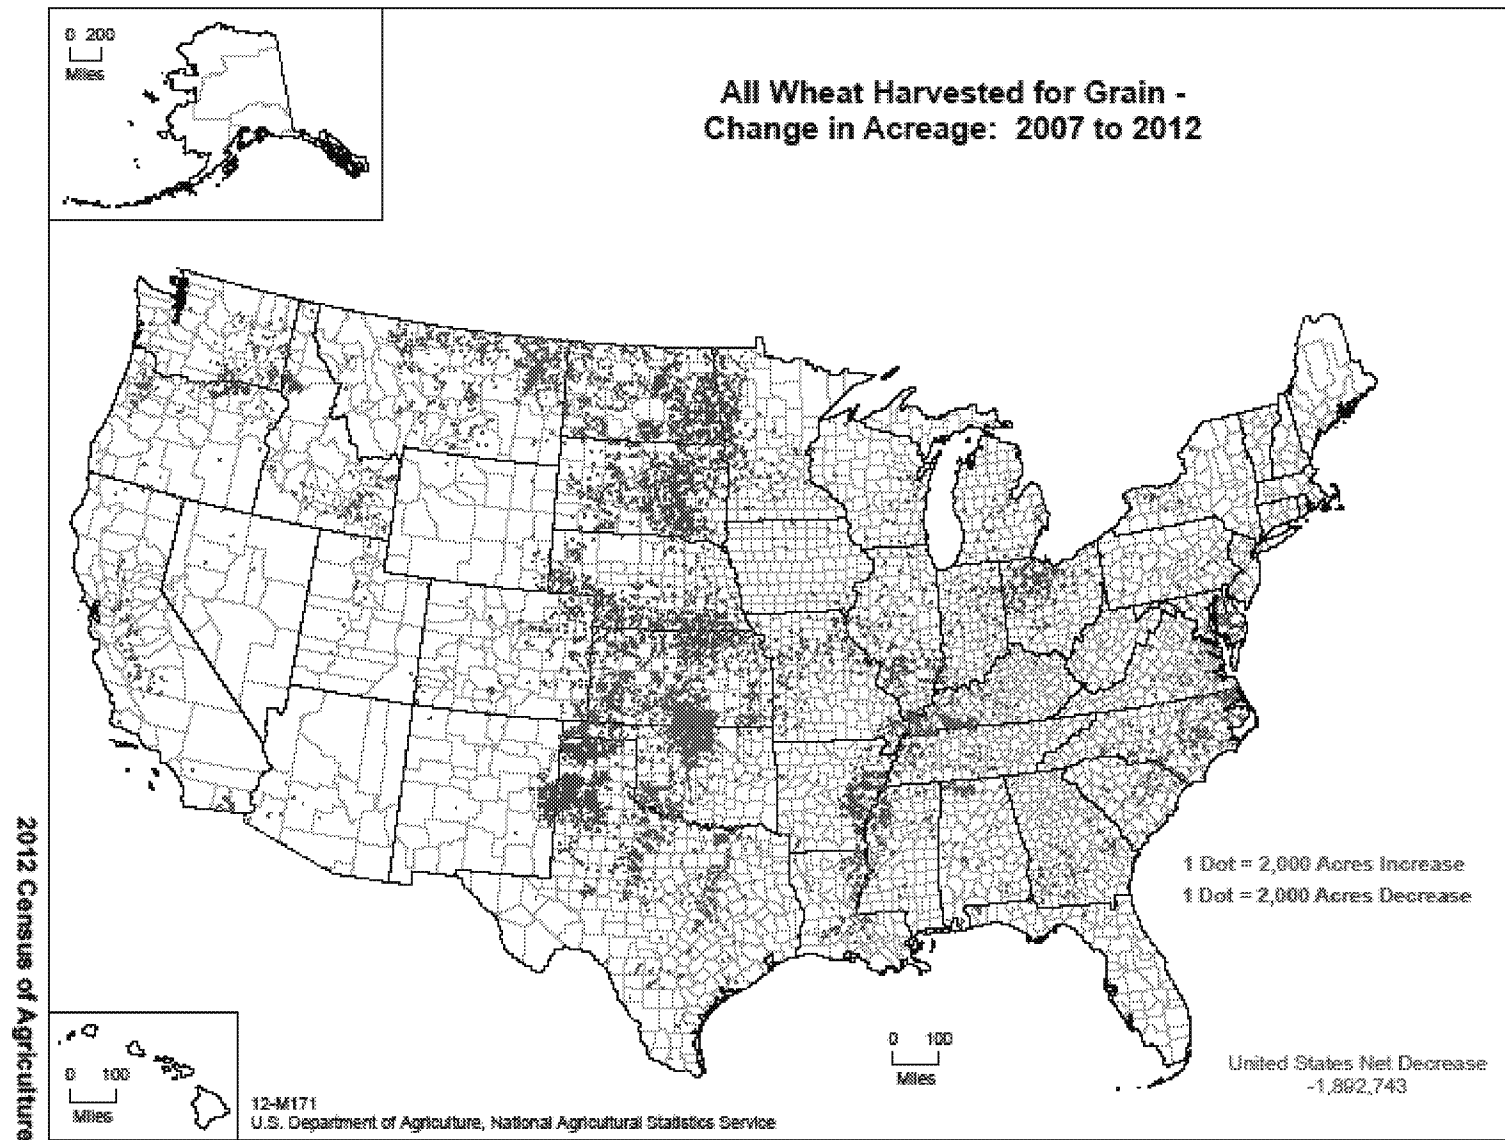 0 200
Miles
All Wheat Harvested for Grain -
Change in Acreage: 2007 to 2012
1 Dot = 2,000 Acres Increase
1 Dot = 2,000 Acres Decrease
0 100
Miles
United States Net Decrease
-1,892,743
0 100
Miles
12-M171
U.S. Department of Agriculture, National Agricultural Statistics Service
2012 Census of Agriculture